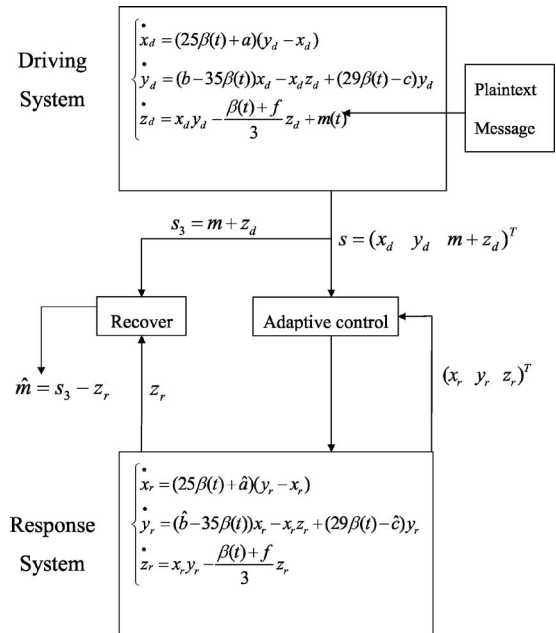 Driving
System
ẋ_d = (25β(t)+a)(y_d − x_d)
ẏ_d = (b−35β(t))x_d − x_d z_d + (29β(t)−c)y_d
ż_d = x_d y_d − (β(t)+f)/3 z_d + m(t)
Plaintext
Message
s_3 = m + z_d
s = (x_d y_d m + z_d)^T
Recover
Adaptive control
m̂ = s_3 − z_r
z_r
(x_r y_r z_r)^T
Response
System
ẋ_r = (25β(t)+â)(y_r − x_r)
ẏ_r = (b̂−35β(t))x_r − x_r z_r + (29β(t)−ĉ)y_r
ż_r = x_r y_r − (β(t)+f)/3 z_r